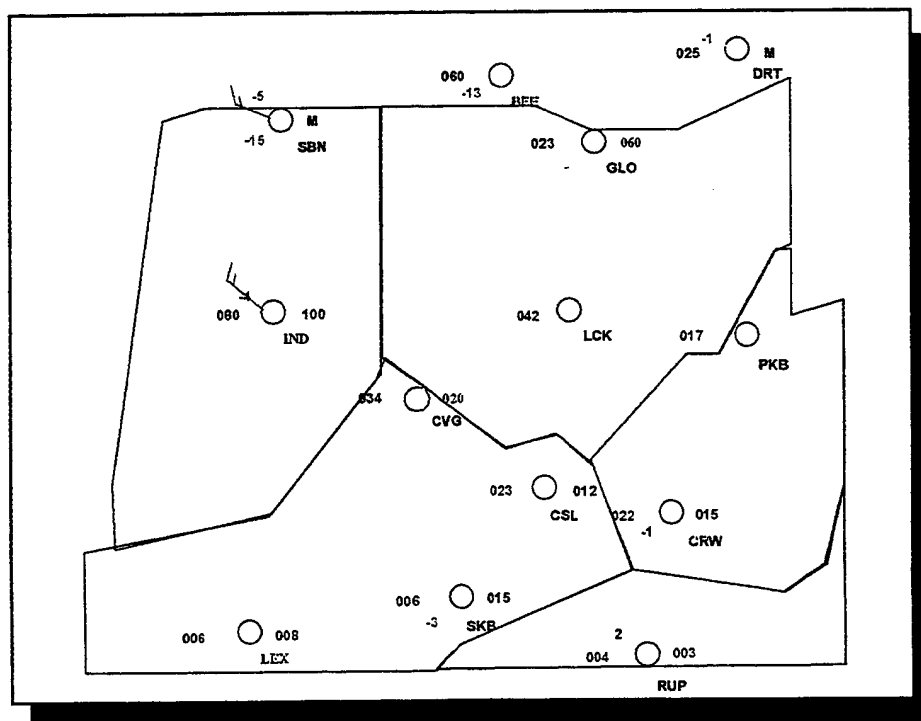 -1
025 M
DRT
060
-13
BEE
-5
M
-15
SBN
023 060
GLO
060 100
IND
042
LCK
017
PKB
034 020
CVG
023 012
CSL
022 015
-1
CRW
006 015
-3 SKB
006 008
LEX
2
004 003
RUP